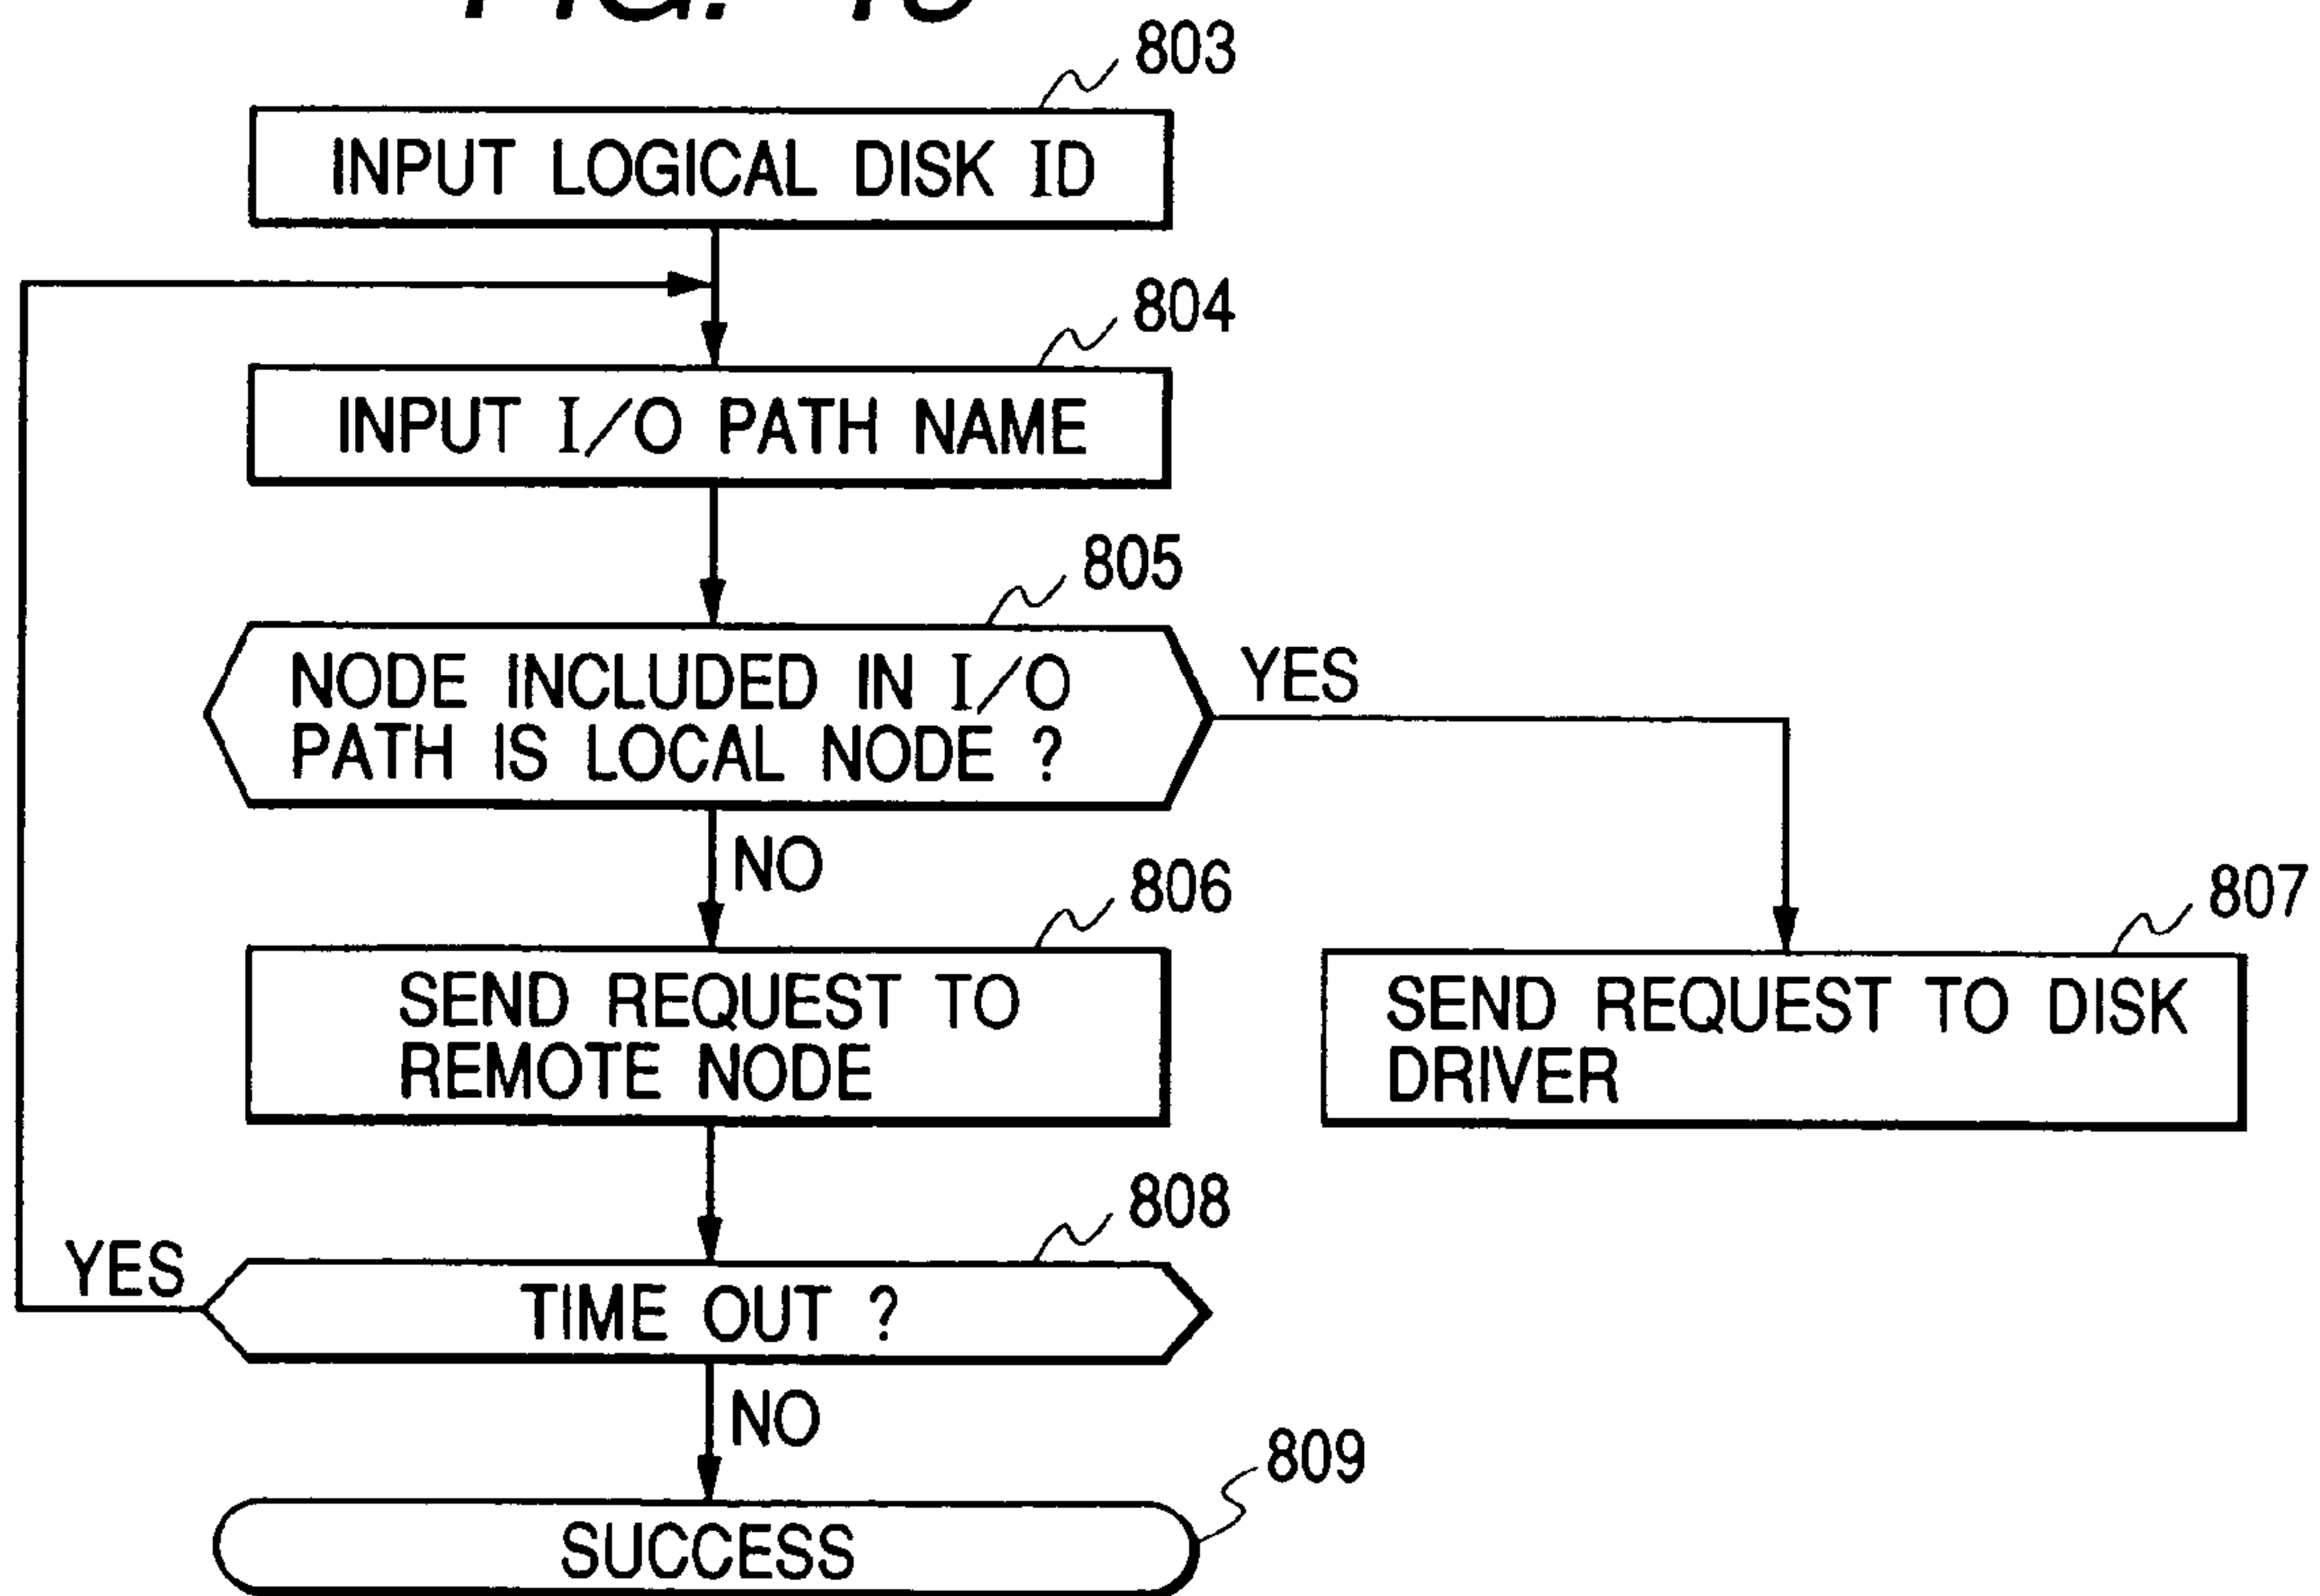 803
INPUT LOGICAL DISK ID
804
INPUT I/O PATH NAME
805
NODE INCLUDED IN I/O
PATH IS LOCAL NODE ?
YES
NO
806
807
SEND REQUEST TO
REMOTE NODE
SEND REQUEST TO DISK
DRIVER
808
YES
TIME OUT ?
NO
809
SUCCESS